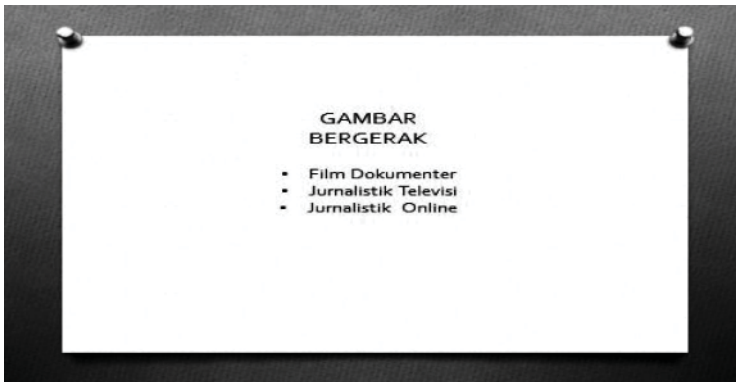 GAMBAR
BERGERAK
▪ Film Dokumenter
▪ Jurnalistik Televisi
▪ Jurnalistik Online